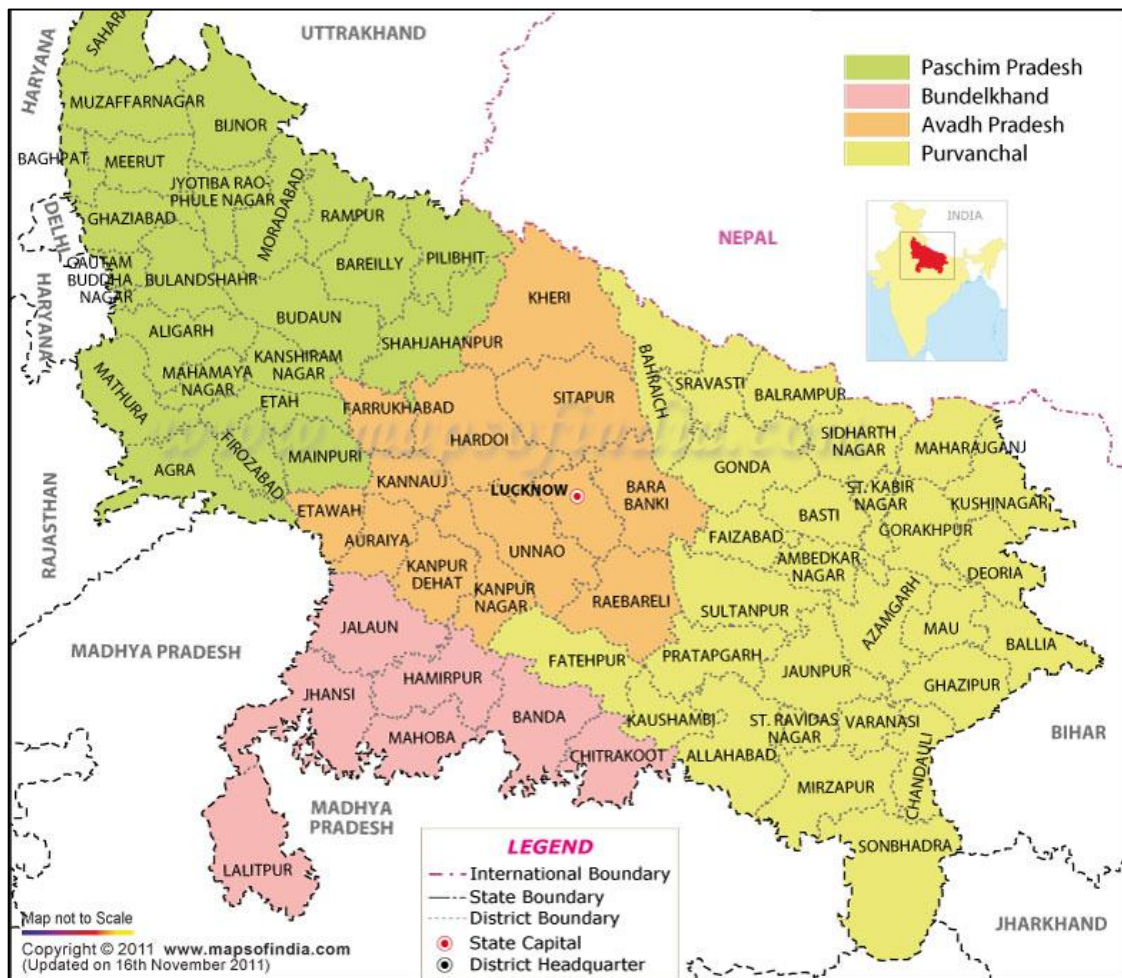 UTTRAKHAND
HARYANA
SAHARA
Paschim Pradesh
Bundelkhand
Avadh Pradesh
Purvanchal
MUZAFFARNAGAR
BIJNOR
BAGHPAT
MEERUT
JYOTIBA RAO-
PHULE NAGAR
MORADABAD
RAMPUR
GHAZIABAD
DELHI
INDIA
NEPAL
GAUTAM
BUDDHA
NAGAR
BULANDSHAHR
BAREILLY
PILIBHIT
HARYANA
KHERI
BUDAUN
ALIGARH
SHAHJAHANPUR
MAHAMAYA
NAGAR
KANSHIRAM
NAGAR
MATHURA
ETAH
FARRUKHABAD
SITAPUR
BAHRAICH
SRAVASTI
BALRAMPUR
www.mapsofindia.com
HARDOI
AGRA
FIROZABAD
MAINPURI
SIDHARTH
NAGAR
MAHARAJGANJ
GONDA
KANNAUJ
LUCKNOW
BARA
BANKI
ST. KABIR
NAGAR
KUSHINAGAR
RAJASTHAN
ETAWAH
BASTI
GORAKHPUR
AURAIYA
UNNAO
FAIZABAD
AMBEDKAR
NAGAR
DEORIA
KANPUR
DEHAT
KANPUR
NAGAR
RAEBARELI
SULTANPUR
AZAMGARH
MAU
BALLIA
MADHYA PRADESH
JALAUN
FATEHPUR
PRATAPGARH
JAUNPUR
GHAZIPUR
JHANSI
HAMIRPUR
BANDA
KAUSHAMBI
ST. RAVIDAS
NAGAR
VARANASI
BIHAR
MAHOBA
CHITRAKOOT
ALLAHABAD
MIRZAPUR
CHANDAULI
MADHYA
PRADESH
LALITPUR
SONBHADRA
JHARKHAND
LEGEND
International Boundary
State Boundary
District Boundary
State Capital
District Headquarter
Map not to Scale
Copyright © 2011 www.mapsofindia.com
(Updated on 16th November 2011)